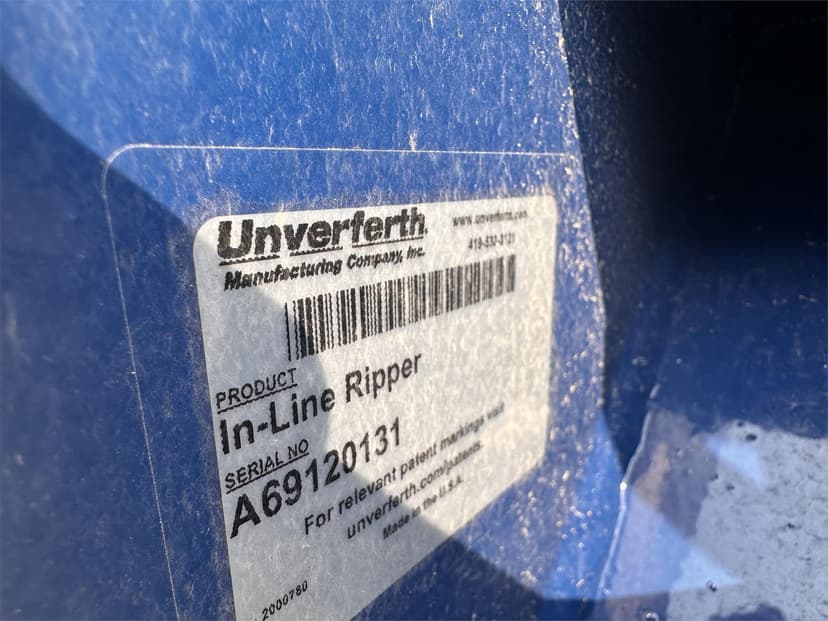 Unverferth
Manufacturing Company, Inc.
www.unverferth.com
PRODUCT
In-Line Ripper
SERIAL NO
A69120131
For relevant patent markings visit
unverferth.com/patents.
Made in the U.S.A.
2000780